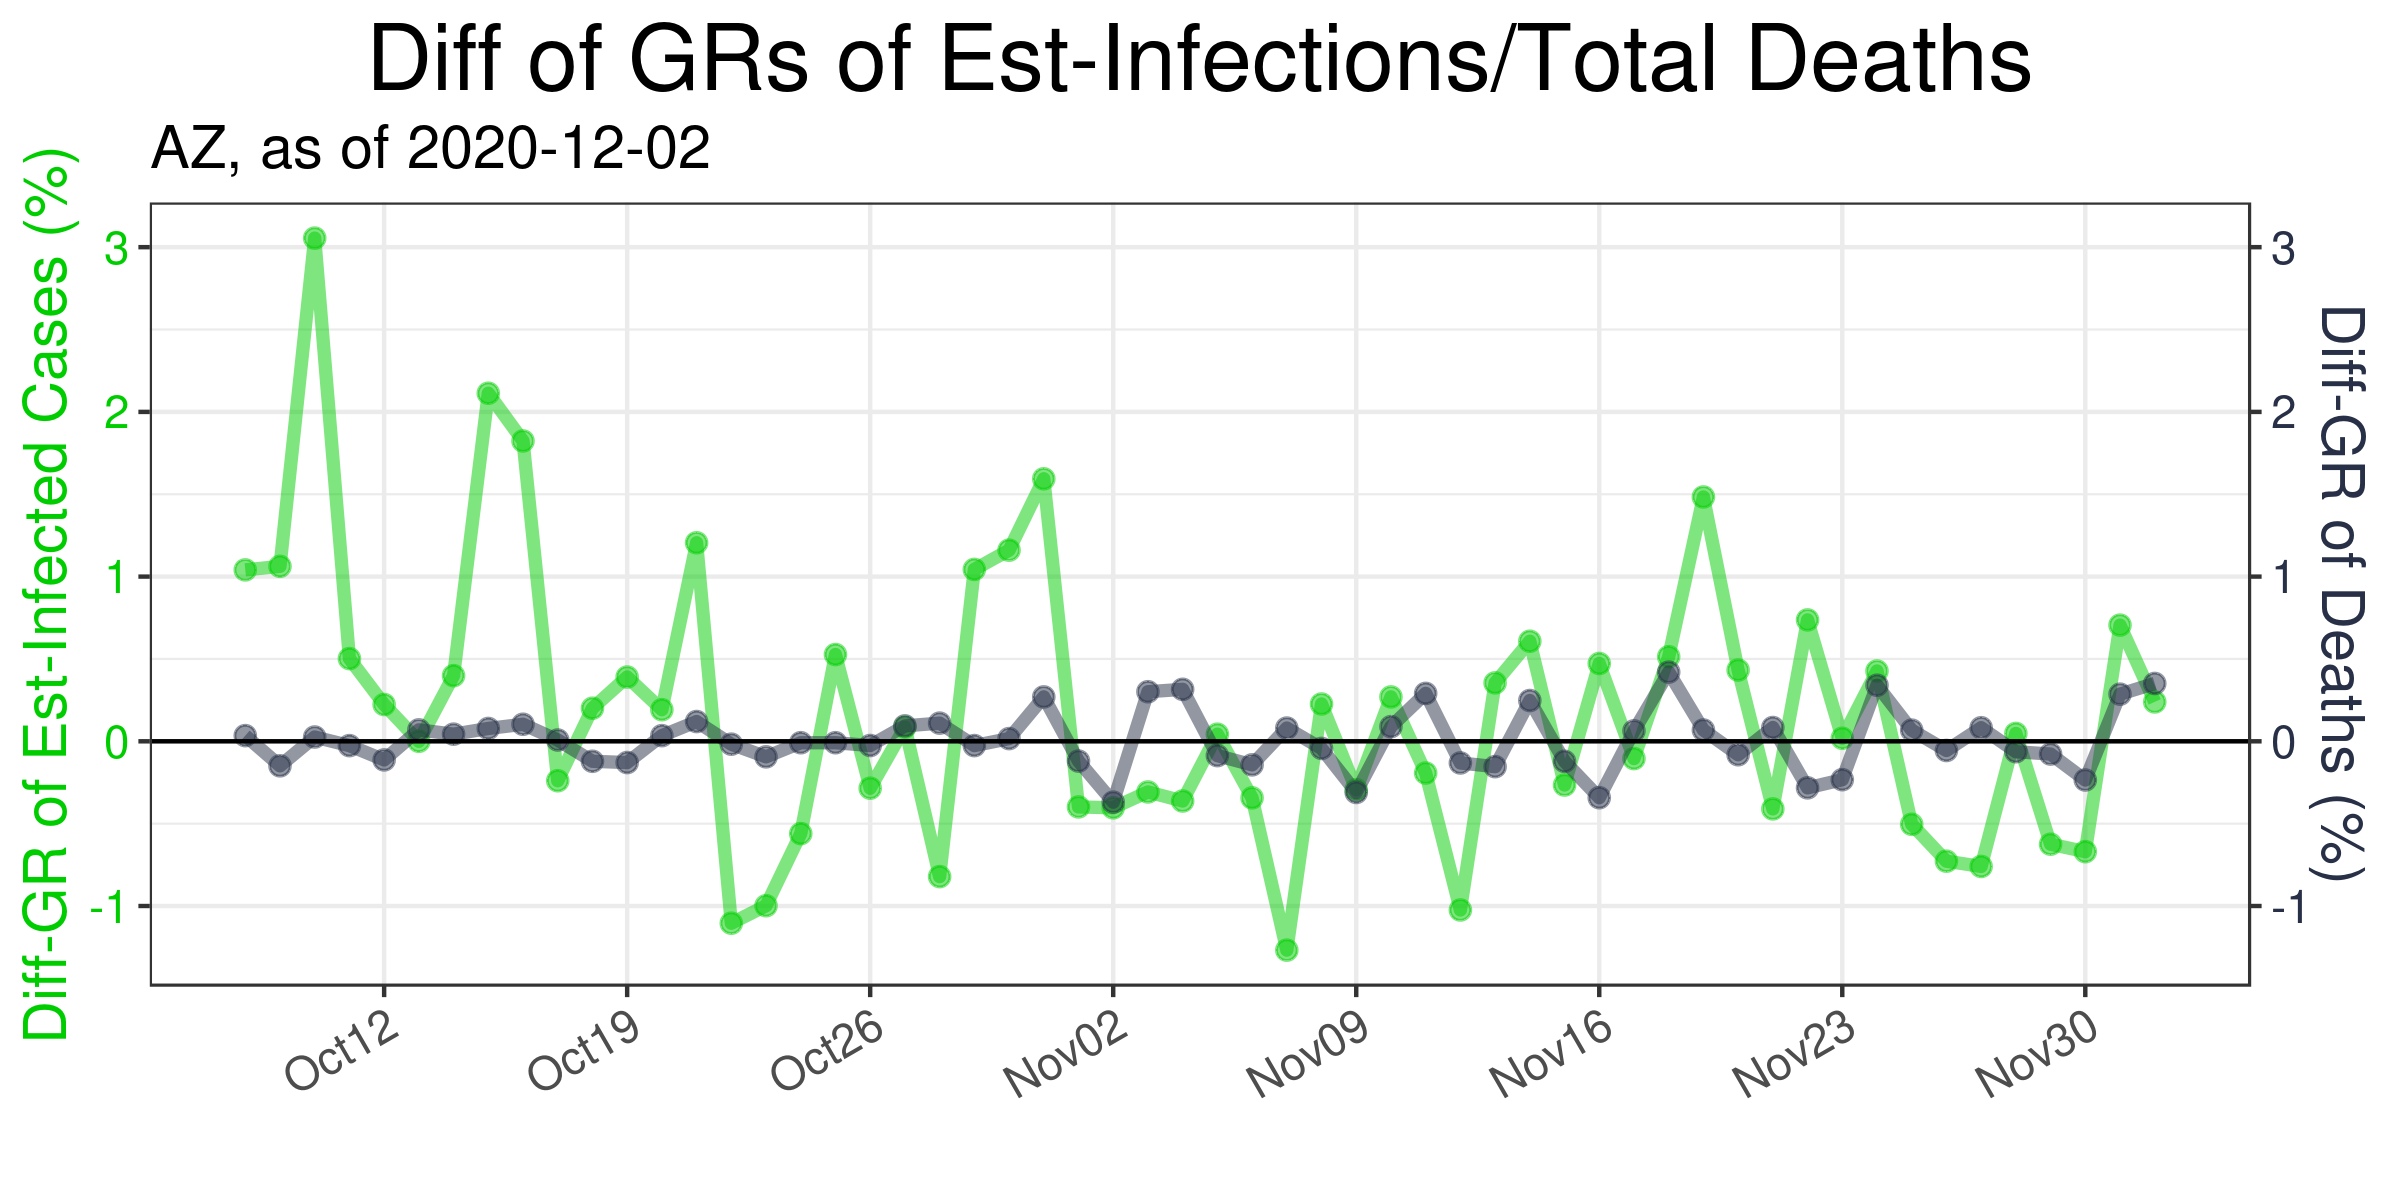 Diff of GRs of Est-Infections/Total Deaths
AZ, as of 2020-12-02
Diff-GR of Est-Infected Cases (%)
3
2
1
0
-1
3
2
1
0
-1
Diff-GR of Deaths (%)
Oct12
Oct19
Oct26
Nov02
Nov09
Nov16
Nov23
Nov30